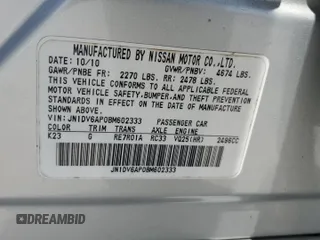 MANUFACTURED BY NISSAN MOTOR CO.,LTD.
DATE: 10/10 GVWR/PNBV: 4674 LBS.
GAWR/PNBE FR: 2270 LBS. RR: 2478 LBS.
THIS VEHICLE CONFORMS TO ALL APPLICABLE FEDERAL
MOTOR VEHICLE SAFETY,BUMPER,AND THEFT PREVENTION
STANDARDS IN EFFECT ON THE DATE OF MANUFACTURE
SHOWN ABOVE.
VIN:JN1DV6AP0BM602333 PASSENGER CAR
COLOR TRIM TRANS AXLE ENGINE
K23 G RE7R01A RC33 VQ25(HR) 2496CC
JN1DV6AP0BM602333
DREAMBID